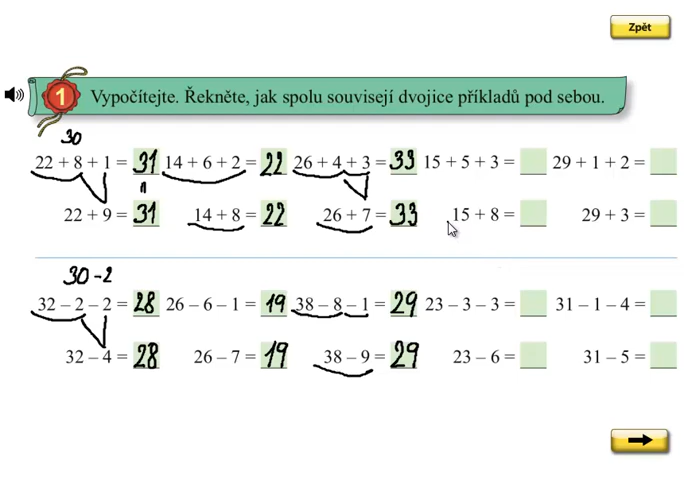 Zpět
1 Vypočítejte. Řekněte, jak spolu souvisejí dvojice příkladů pod sebou.
30
22 + 8 + 1 = 31 14 + 6 + 2 = 22 26 + 4 + 3 = 33 15 + 5 + 3 = 29 + 1 + 2 =
22 + 9 = 31 14 + 8 = 22 26 + 7 = 33 15 + 8 = 29 + 3 =
30 - 2
32 – 2 – 2 = 28 26 – 6 – 1 = 19 38 – 8 – 1 = 29 23 – 3 – 3 = 31 – 1 – 4 =
32 – 4 = 28 26 – 7 = 19 38 – 9 = 29 23 – 6 = 31 – 5 =